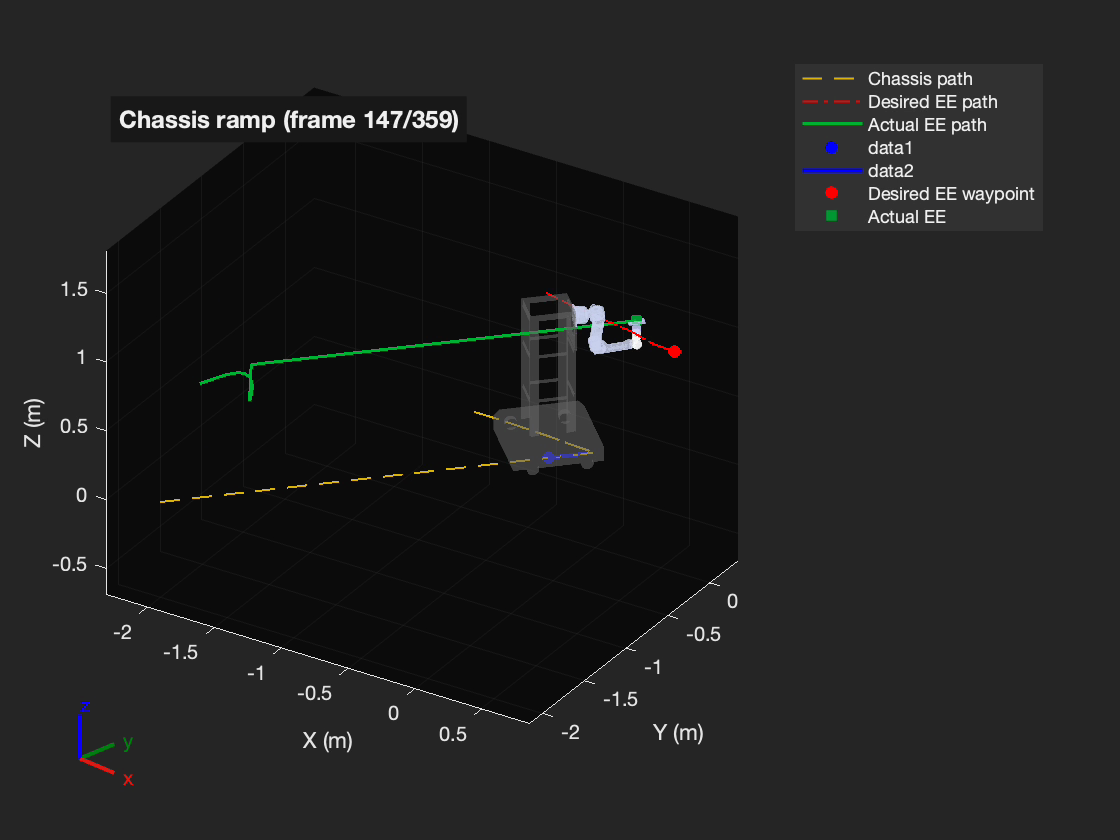 Chassis ramp (frame 147/359)
Chassis path
Desired EE path
Actual EE path
data1
data2
Desired EE waypoint
Actual EE
1.5
1
0.5
0
-0.5
Z (m)
-2
-1.5
-1
-0.5
0
0.5
X (m)
0
-0.5
-1
-1.5
-2
Y (m)
z
y
x